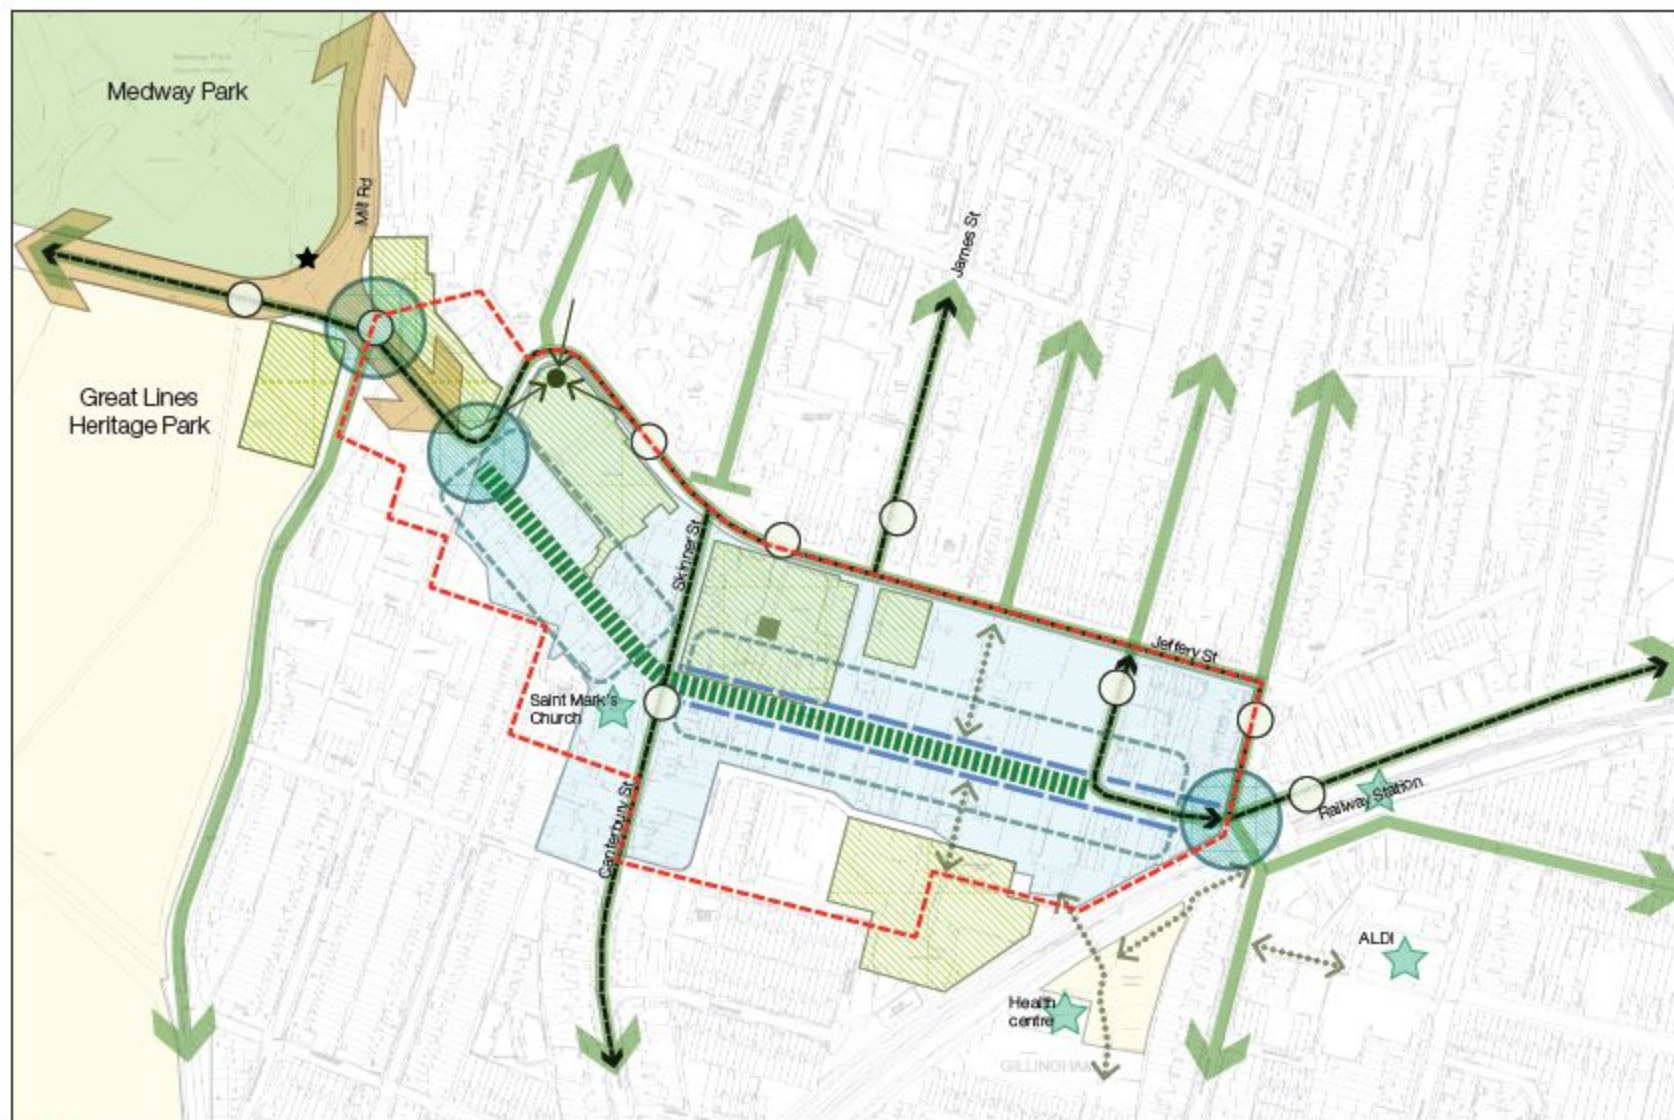 Medway Park
Mill Rd
James St
Great Lines
Heritage Park
Skinner St
Jeffery St
Saint Mark's
Church
Canterbury St
Railway Station
ALDI
Health
centre
GILLINGHAM